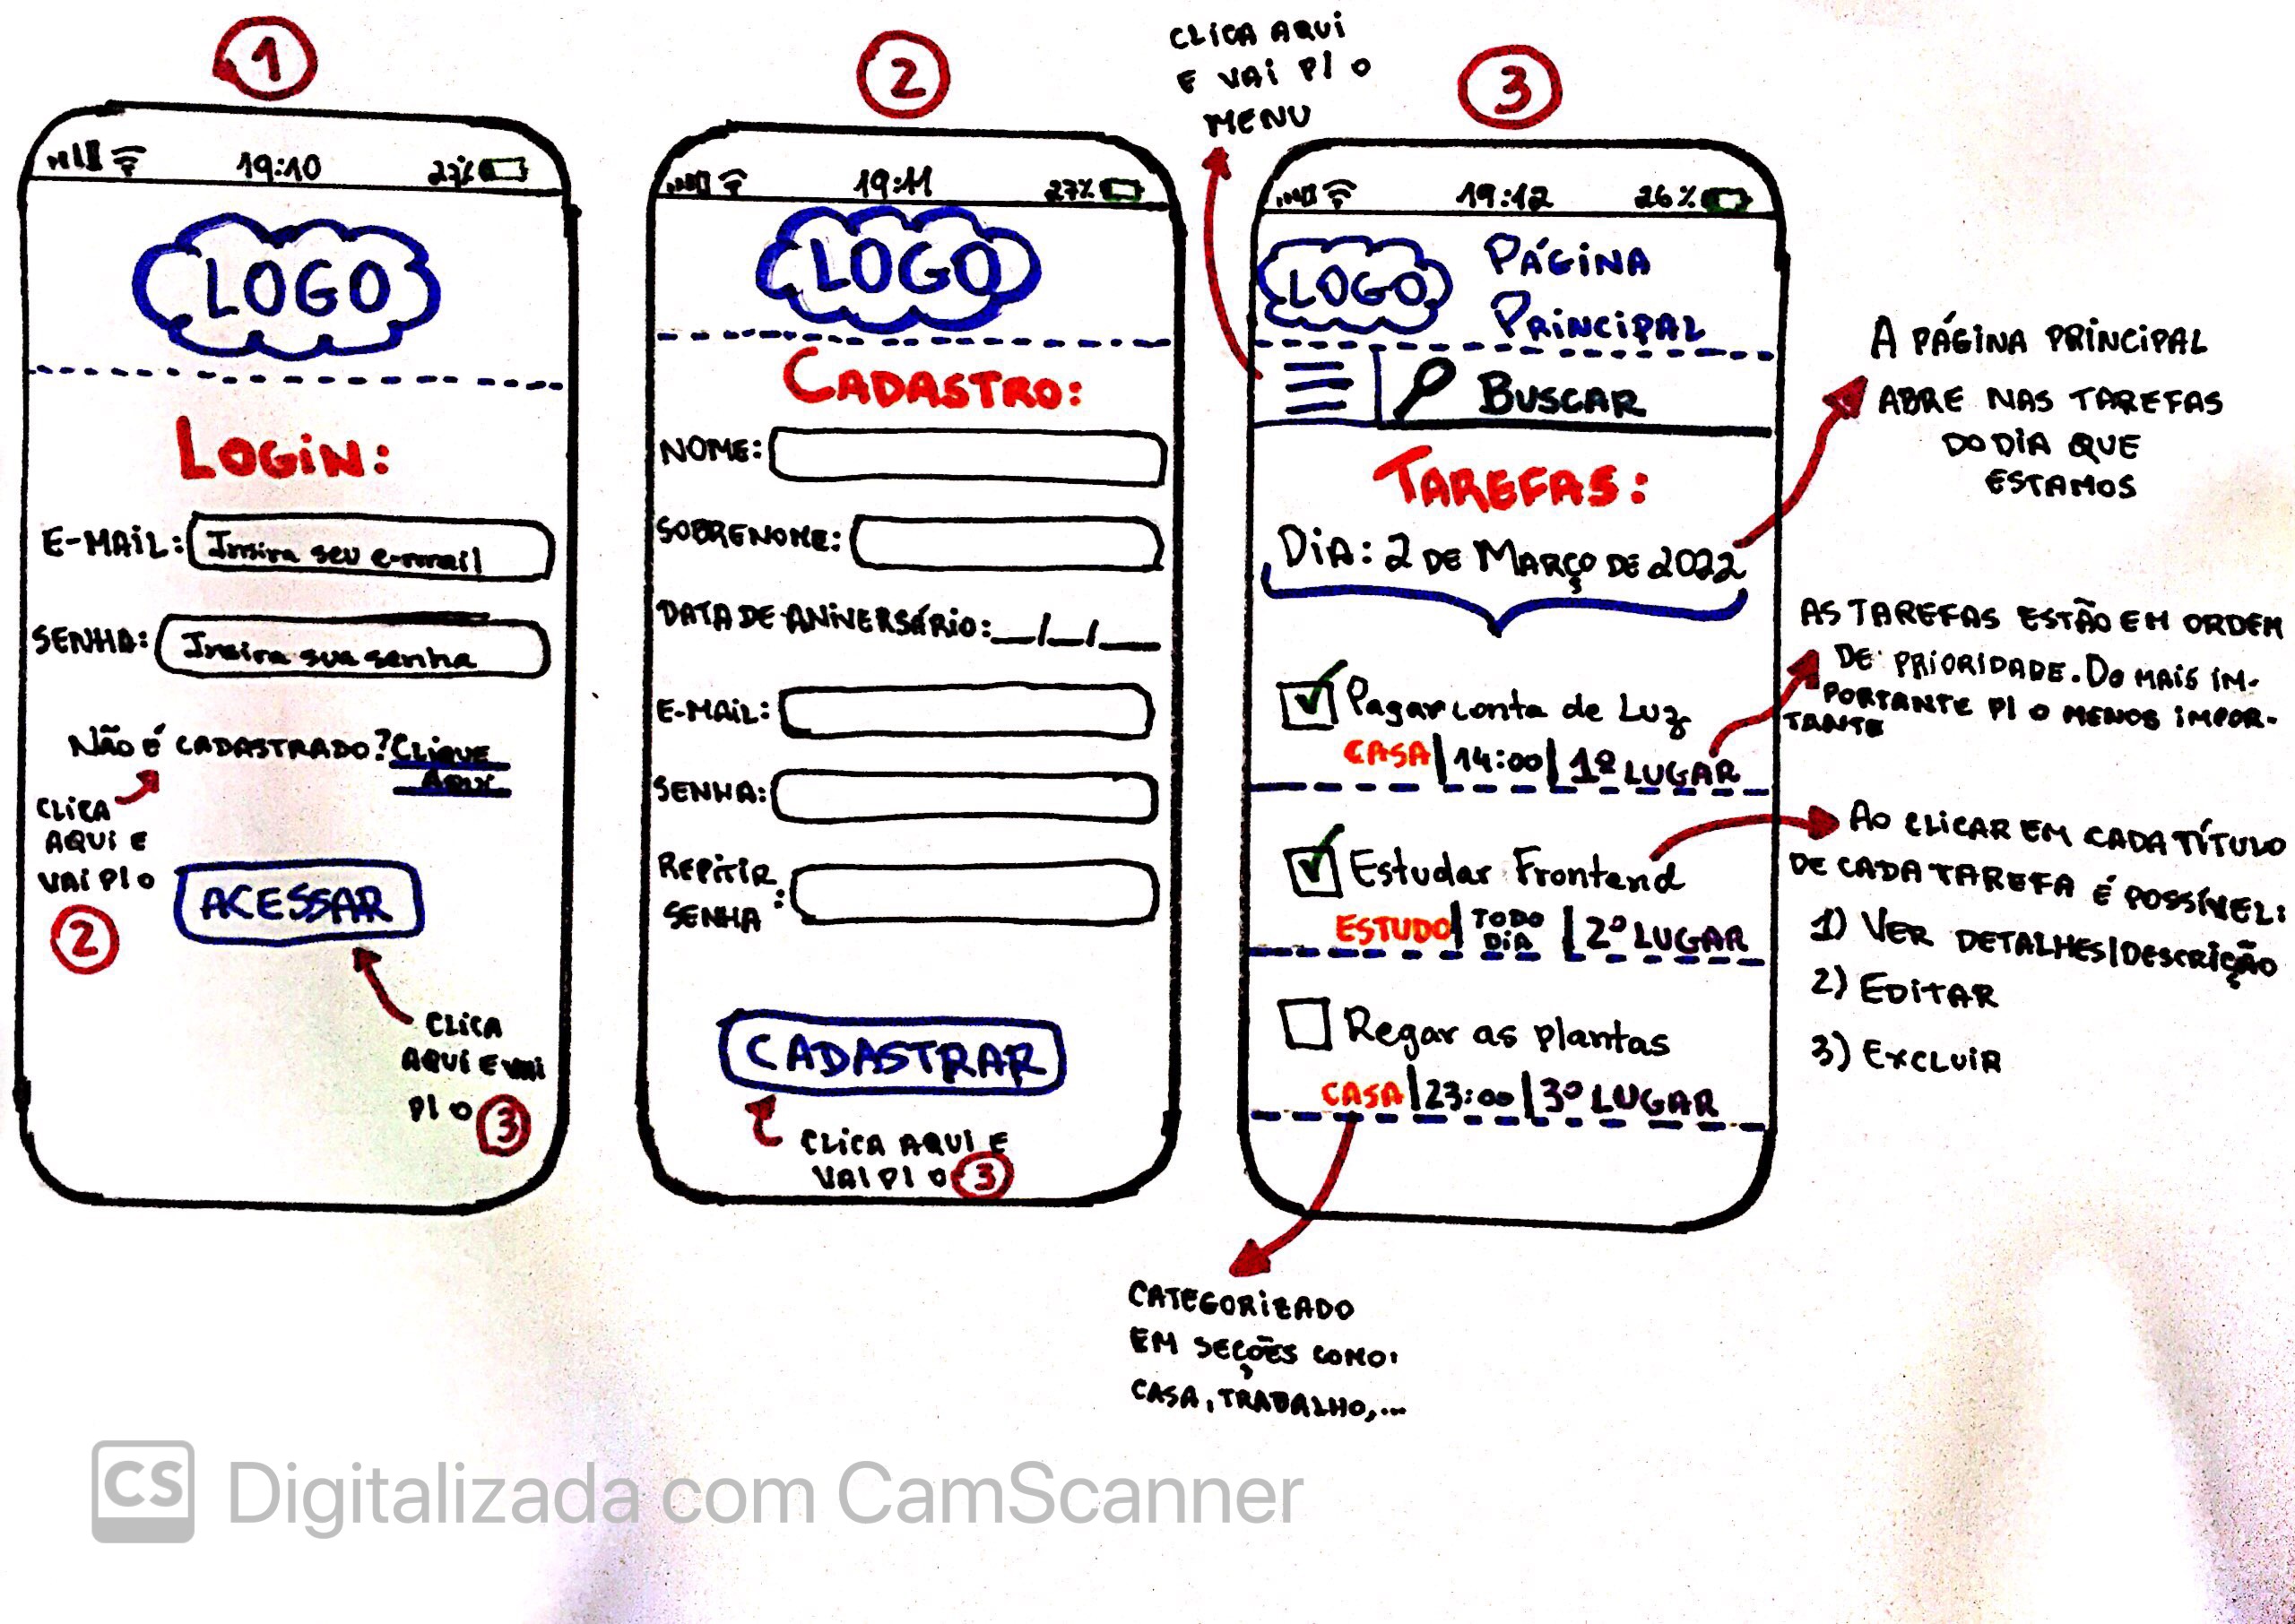 1
19:10
27%
LOGO
LOGIN:
E-MAIL: Insira seu e-mail
SENHA: Insira sua senha
NÃO É CADASTRADO? CLIQUE
AQUI
CLICA
AQUI E
VAI P/ O
2
ACESSAR
CLICA
AQUI E VAI
P/ O 3
2
19:11
27%
LOGO
CADASTRO:
NOME:
SOBRENOME:
DATA DE ANIVERSÁRIO: __/__/__
E-MAIL:
SENHA:
REPITIR
SENHA :
CADASTRAR
CLICA AQUI E
VAI P/ O 3
CLICA AQUI
E VAI P/ O
MENU
3
19:12
26%
LOGO
PÁGINA
PRINCIPAL
BUSCAR
TAREFAS:
DIA: 2 DE MARÇO DE 2022
Pagar conta de Luz
CASA | 14:00 | 1º LUGAR
Estudar Frontend
ESTUDO | TODO DIA | 2º LUGAR
Regar as plantas
CASA | 23:00 | 3º LUGAR
A PÁGINA PRINCIPAL
ABRE NAS TAREFAS
DO DIA QUE
ESTAMOS
AS TAREFAS ESTÃO EM ORDEM
DE PRIORIDADE. DO MAIS IM-
PORTANTE P/ O MENOS IMPOR-
TANTE
AO CLICAR EM CADA TÍTULO
DE CADA TAREFA É POSSÍVEL:
1) VER DETALHES/DESCRIÇÃO
2) EDITAR
3) EXCLUIR
CATEGORIZADO
EM SEÇÕES COMO:
CASA, TRABALHO,...
CS Digitalizada com CamScanner